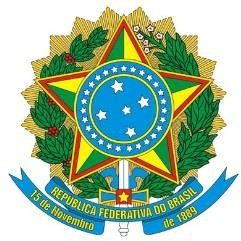 REPÚBLICA FEDERATIVA DO BRASIL
15 de Novembro
de 1889